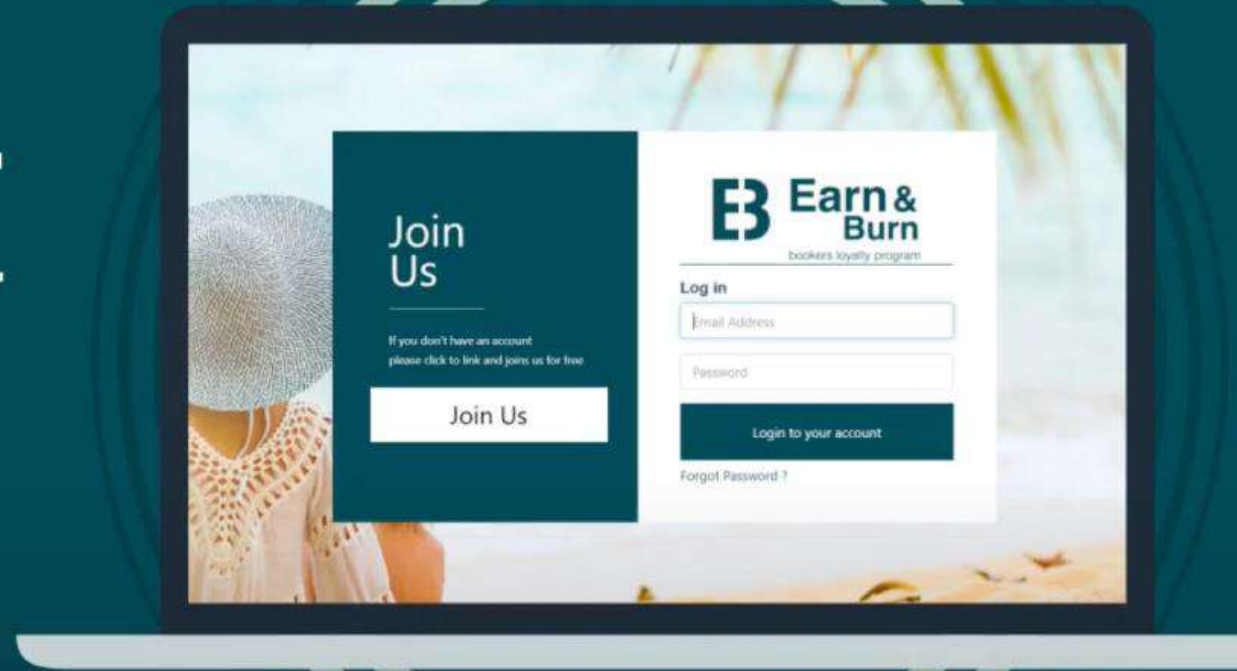 Join
Us
If you don't have an account
please click to link and joins us for free
Join Us
EB Earn &
Burn
bookers loyalty program
Log in
Email Address
Password
Login to your account
Forgot Password ?